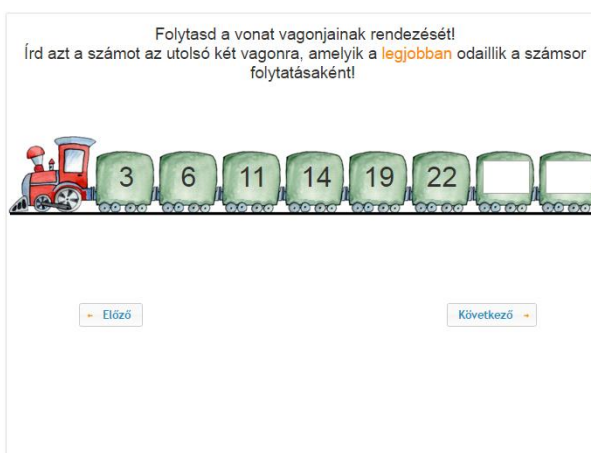 Folytasd a vonat vagonjainak rendezését!
Írd azt a számot az utolsó két vagonra, amelyik a legjobban odaillik a számsor
folytatásaként!
3 6 11 14 19 22
← Előző
Következő →